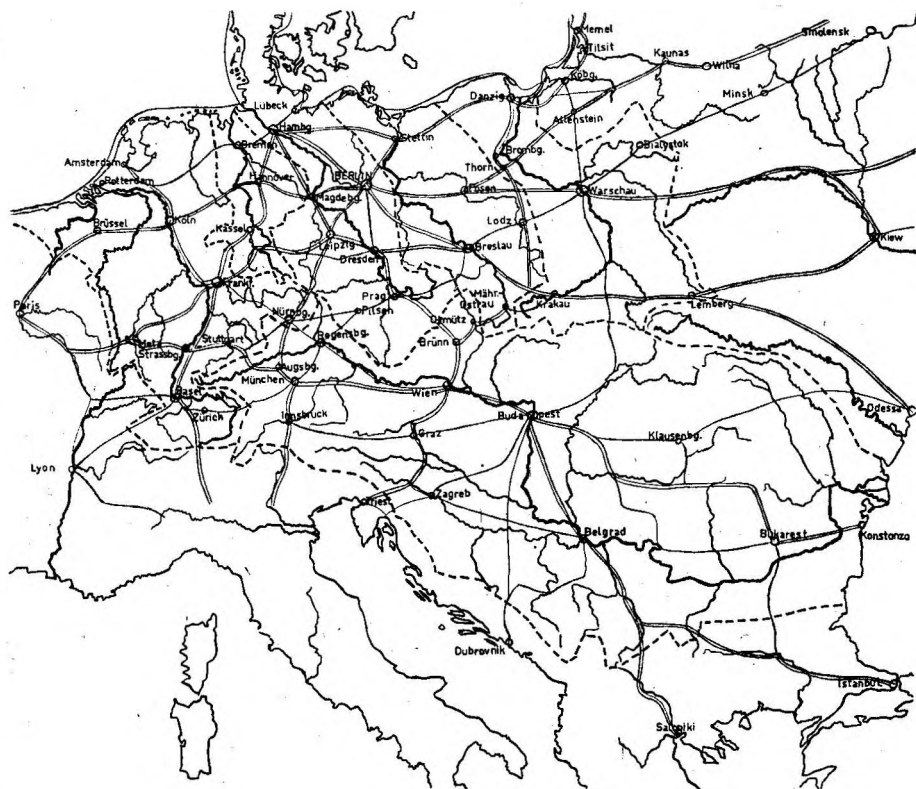 Memel
Tilsit
Smolensk
Kaunas
Wilna
Kbbg.
Danzig
Minsk
Lübeck
Hambg.
Allenstein
Stettin
Bremen
Bromb​g.
Bialystok
Amsterdam
Thorn
Rotterdam
Hannover
BERLIN
Posen
Warschau
Magdebg.
Brüssel
Köln
Kassel
Lodz
Leipzig
Breslau
Kiew
Dresden
Frankf.
Prag
Mähr.-
Ostrau
Krakau
Lemberg
Paris
Nürnbg.
Pilsen
Olmütz
Metz
Stuttgart
Regensbg.
Brünn
Strassbg.
Augsbg.
München
Wien
Basel
Zürich
Innsbruck
Budapest
Odessa
Graz
Klausenbg.
Lyon
Triest
Zagreb
Belgrad
Bukarest
Konstanza
Dubrovnik
Istanbul
Saloniki